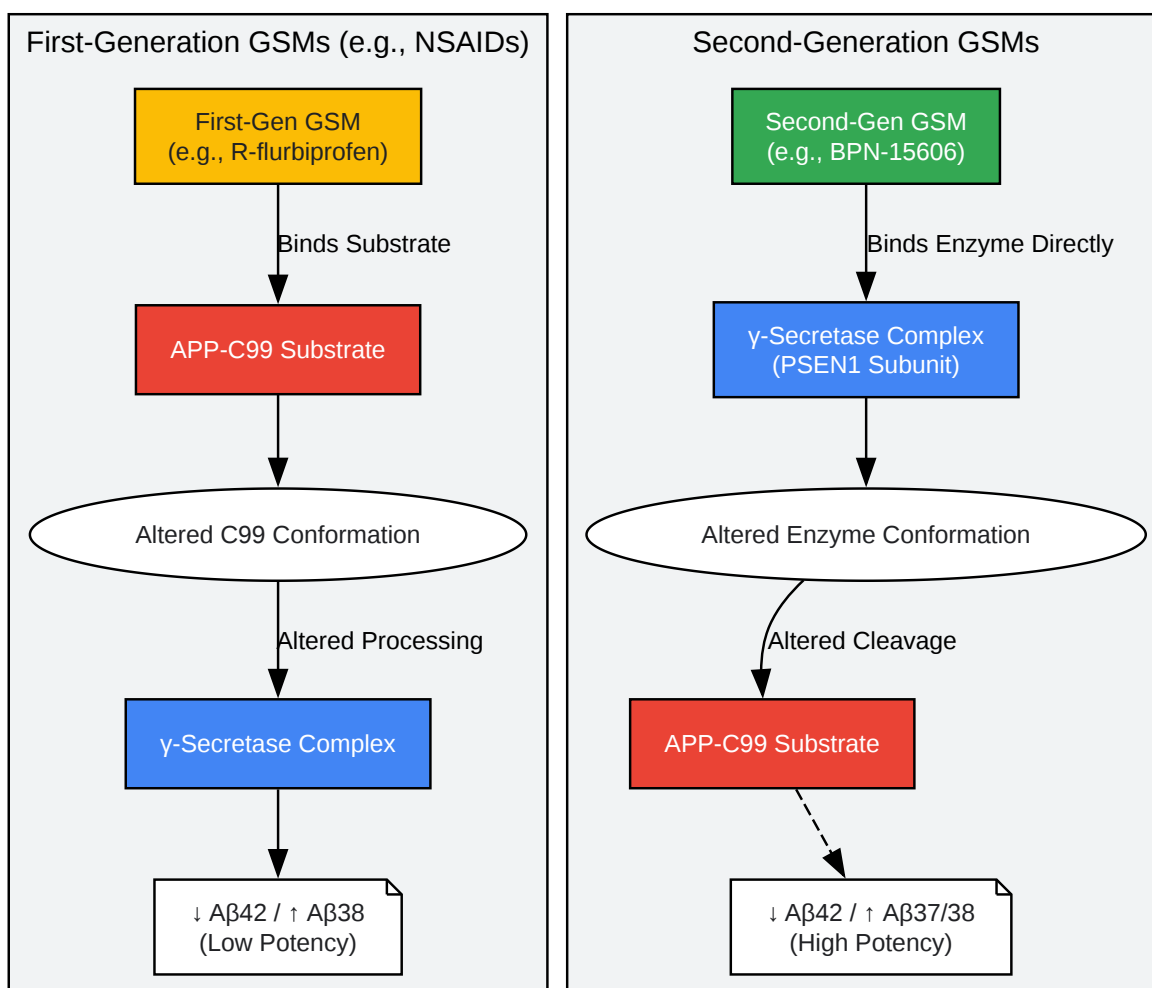 First-Generation GSMs (e.g., NSAIDs)
First-Gen GSM
(e.g., R-flurbiprofen)
Binds Substrate
APP-C99 Substrate
Altered C99 Conformation
Altered Processing
γ-Secretase Complex
↓ Aβ42 / ↑ Aβ38
(Low Potency)
Second-Generation GSMs
Second-Gen GSM
(e.g., BPN-15606)
Binds Enzyme Directly
γ-Secretase Complex
(PSEN1 Subunit)
Altered Enzyme Conformation
Altered Cleavage
APP-C99 Substrate
↓ Aβ42 / ↑ Aβ37/38
(High Potency)